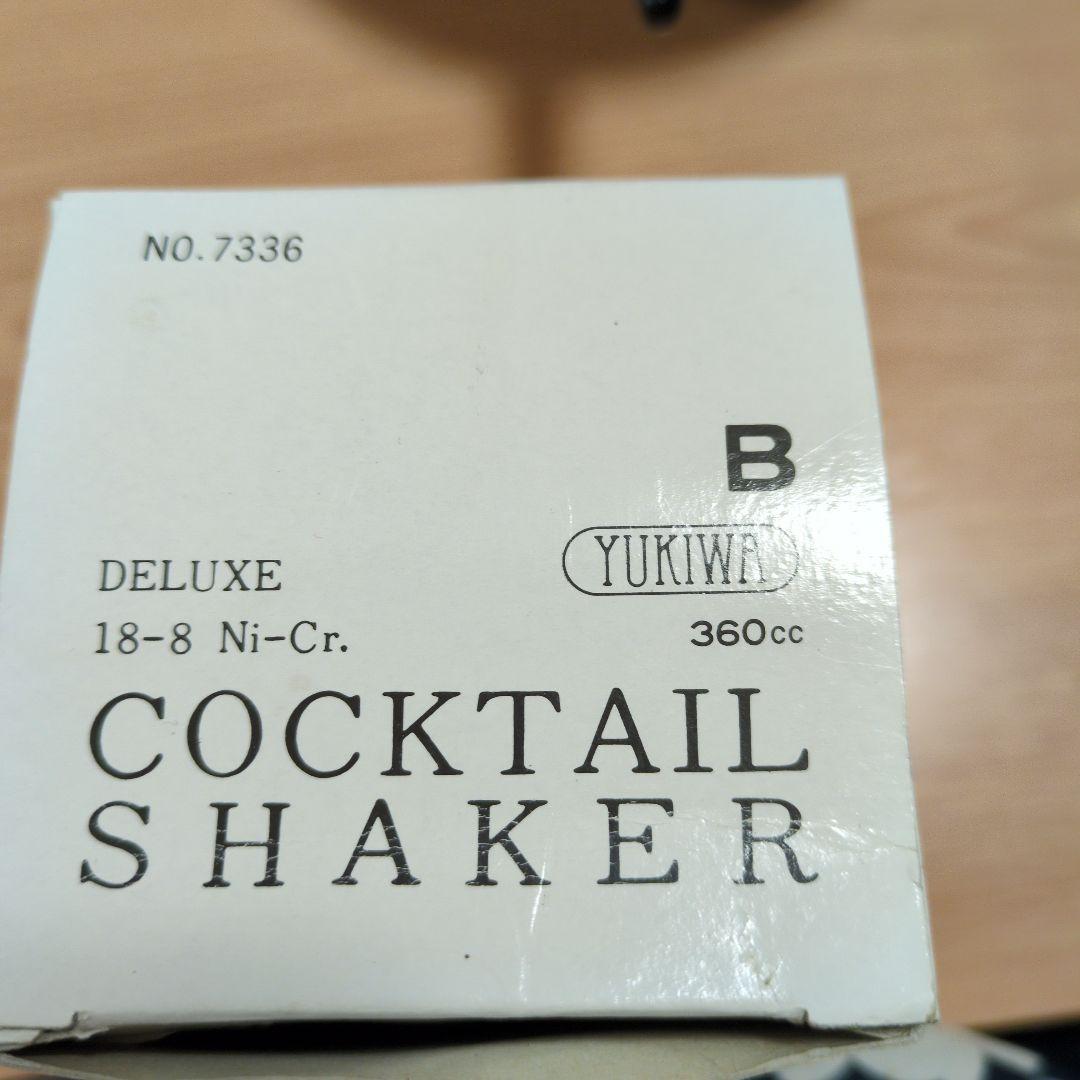 NO.7336
B
YUKIWA
DELUXE
18-8 Ni-Cr.
360cc
COCKTAIL
SHAKER